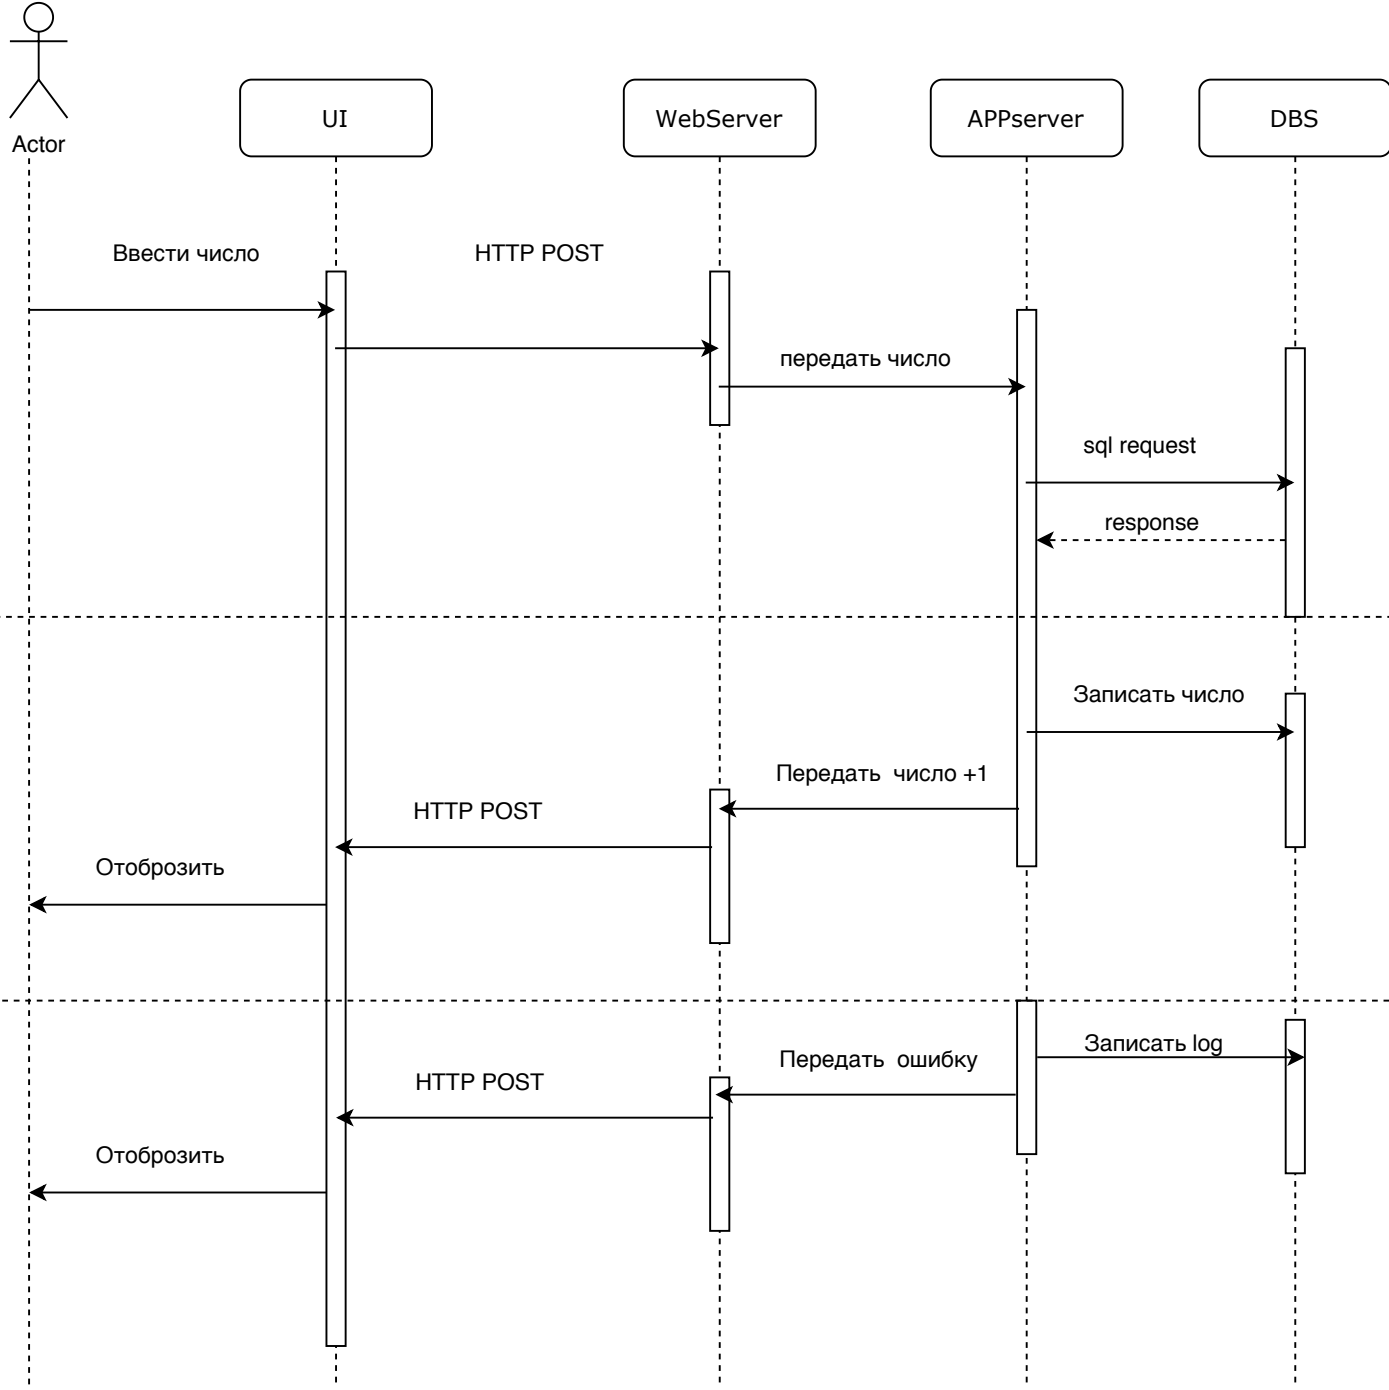 Actor
UI
WebServer
APPserver
DBS
Ввести число
HTTP POST
передать число
sql request
response
Записать число
Передать  число +1
HTTP POST
Отоброзить
Записать log
Передать  ошибку
HTTP POST
Отоброзить